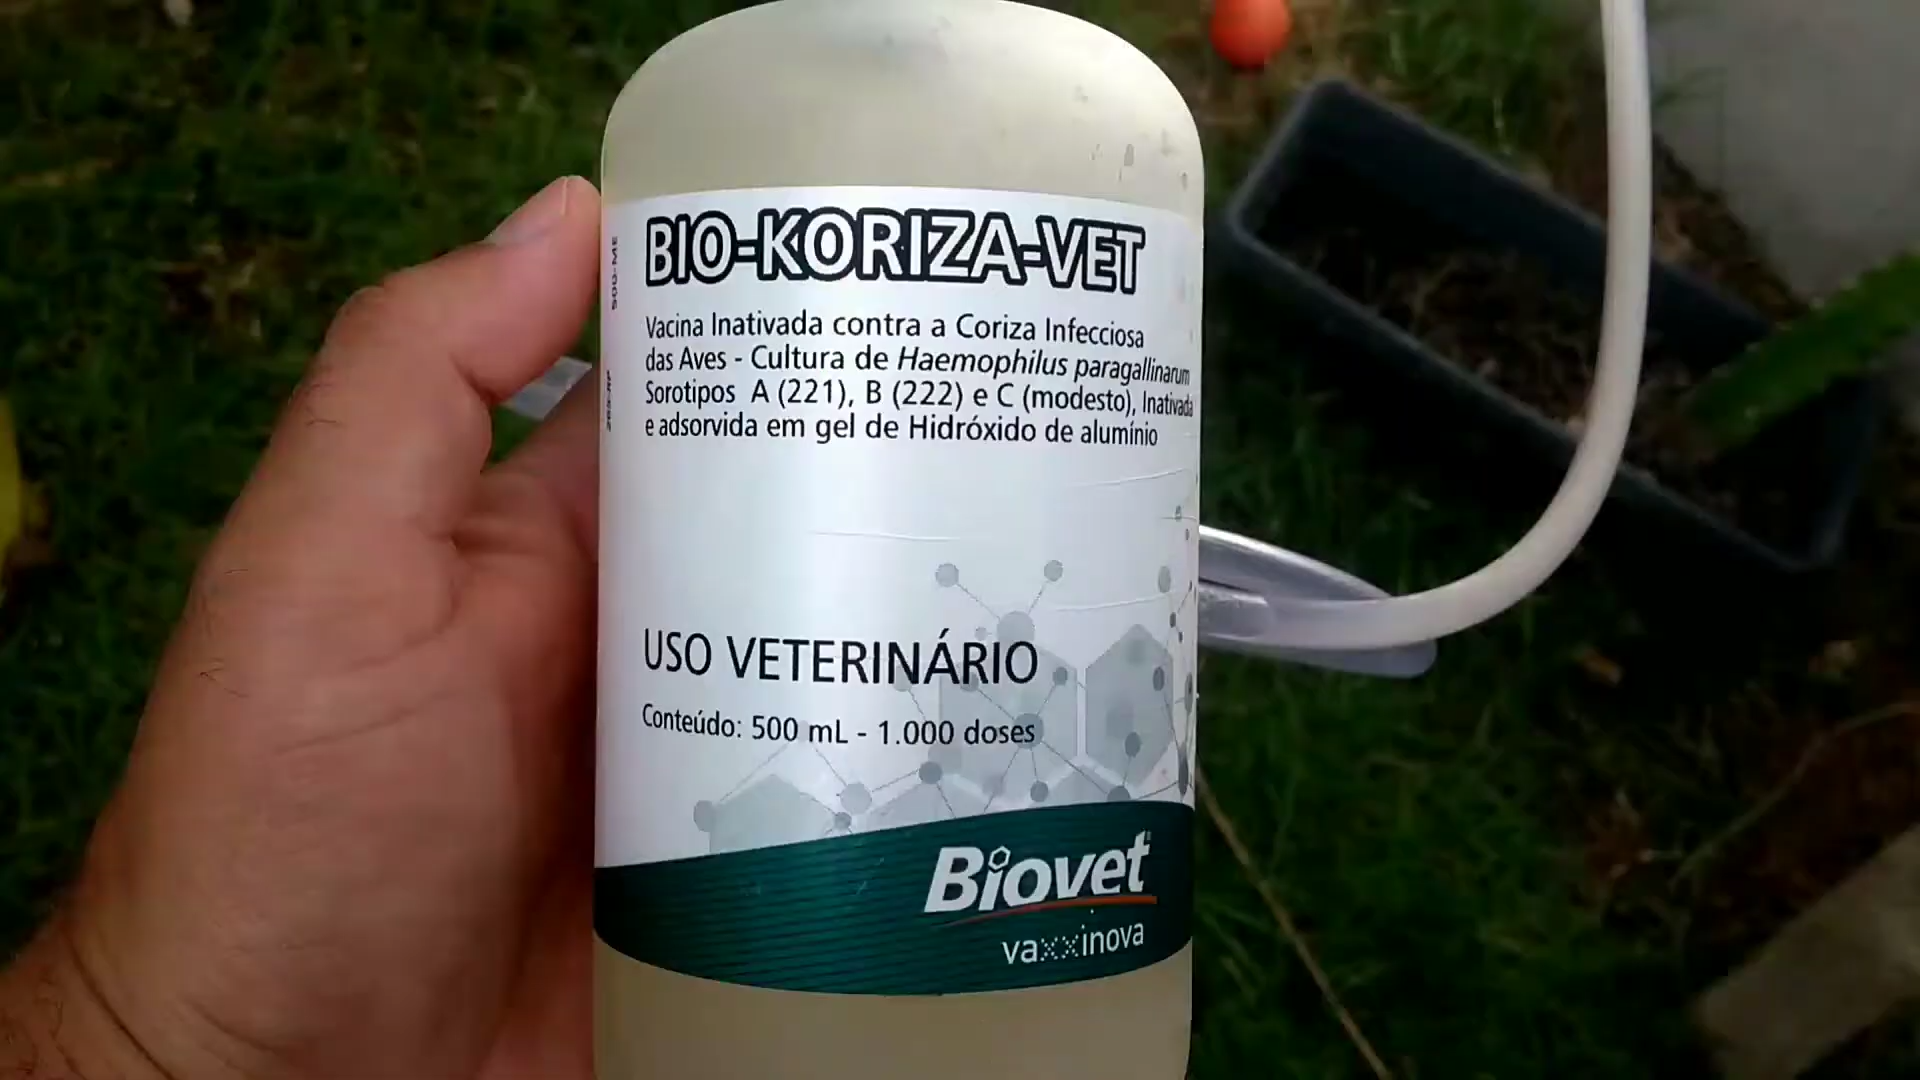 BIO-KORIZA-VET
Vacina Inativada contra a Coriza Infecciosa
das Aves - Cultura de Haemophilus paragallinarum
Sorotipos A (221), B (222) e C (modesto), Inativada
e adsorvida em gel de Hidróxido de alumínio
USO VETERINÁRIO
Conteúdo: 500 mL - 1.000 doses
Biovet
vaxxinova